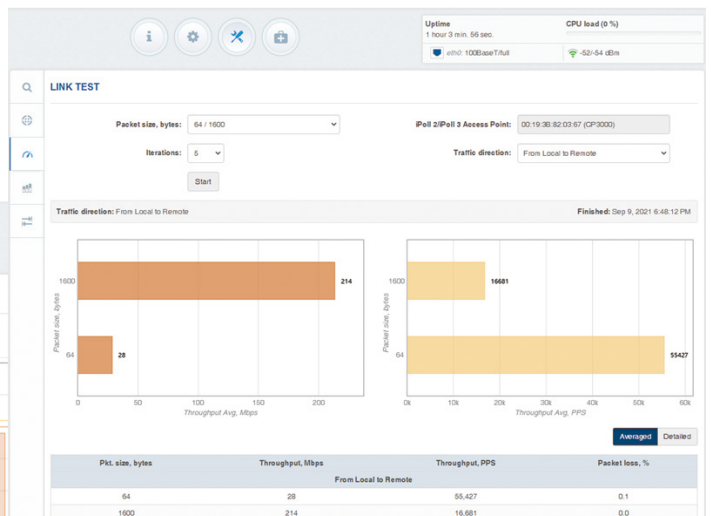 Uptime
1 hour 3 min. 56 sec.
CPU load (0 %)
eth0: 100BaseT/full
-52/-54 dBm
LINK TEST
Packet size, bytes: 64 / 1600
iPoll 2/iPoll 3 Access Point: 00:19:3B:82:03:67 (CP3000)
Iterations: 5
Traffic direction: From Local to Remote
Start
Traffic direction: From Local to Remote
Finished: Sep 9, 2021 6:48:12 PM
Packet size, bytes
1600
214
64
28
0 50 100 150 200
Throughput Avg, Mbps
Packet size, bytes
1600
16681
64
55427
0k 10k 20k 30k 40k 50k 60k
Throughput Avg, PPS
Averaged Detailed
Pkt. size, bytes Throughput, Mbps Throughput, PPS Packet loss, %
From Local to Remote
64 28 55,427 0.1
1600 214 16,681 0.0